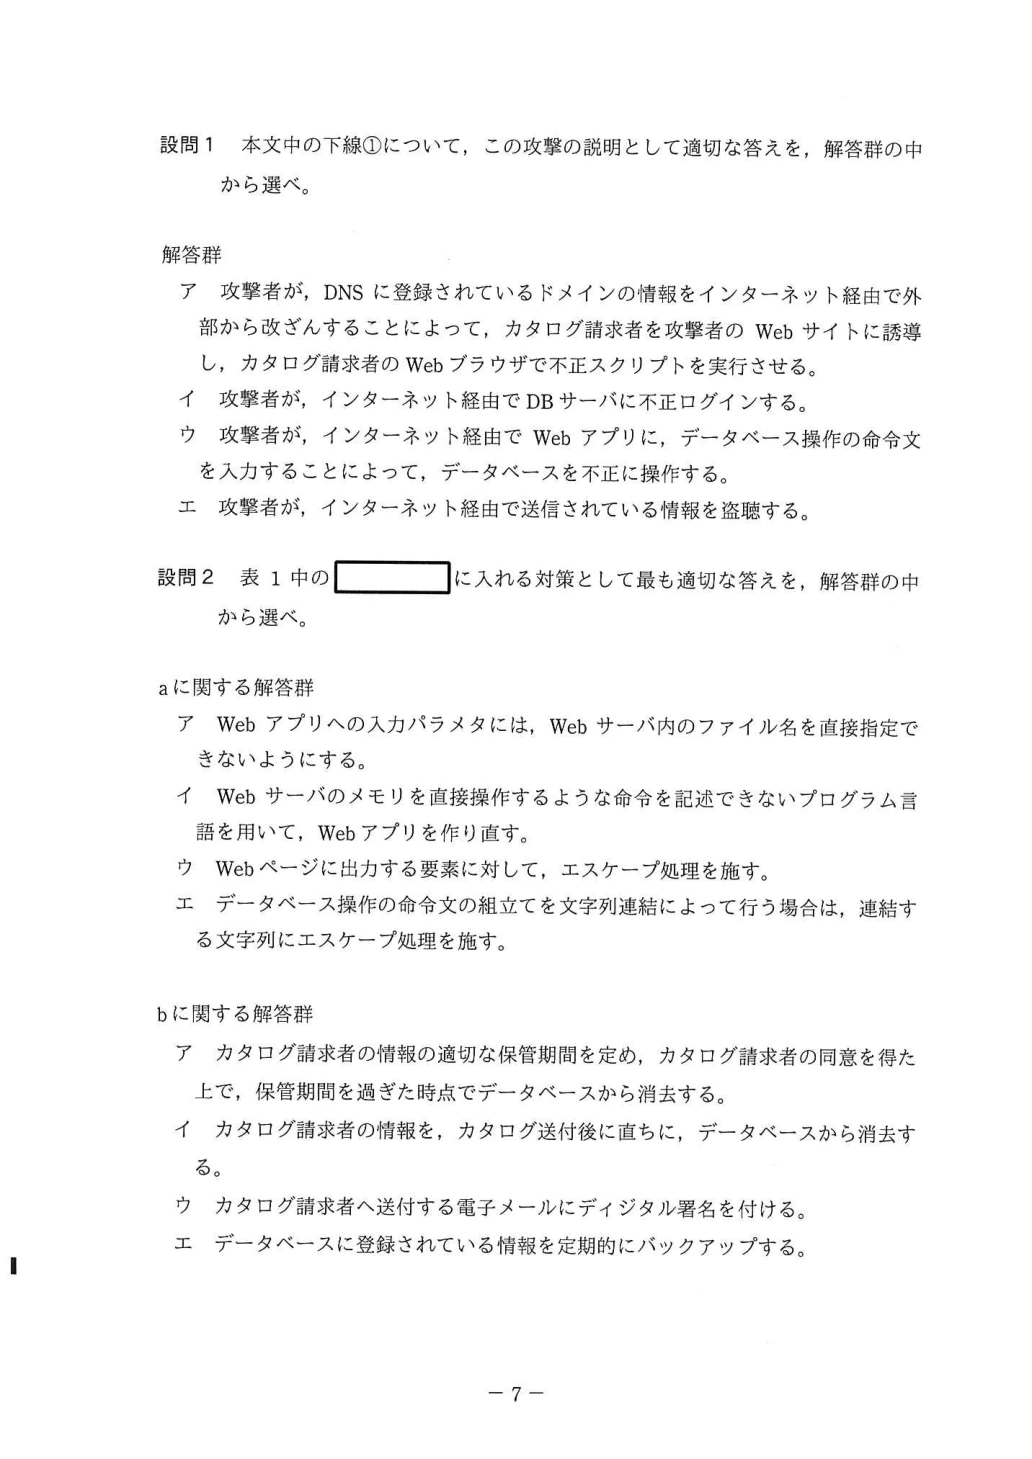 設問1 本文中の下線①について，この攻撃の説明として適切な答えを，解答群の中
から選べ。
解答群
ア 攻撃者が，DNS に登録されているドメインの情報をインターネット経由で外
部から改ざんすることによって，カタログ請求者を攻撃者の Web サイトに誘導
し，カタログ請求者の Web ブラウザで不正スクリプトを実行させる。
イ 攻撃者が，インターネット経由で DB サーバに不正ログインする。
ウ 攻撃者が，インターネット経由で Web アプリに，データベース操作の命令文
を入力することによって，データベースを不正に操作する。
エ 攻撃者が，インターネット経由で送信されている情報を盗聴する。
設問2 表 1 中の に入れる対策として最も適切な答えを，解答群の中
から選べ。
a に関する解答群
ア Web アプリへの入力パラメタには，Web サーバ内のファイル名を直接指定で
きないようにする。
イ Web サーバのメモリを直接操作するような命令を記述できないプログラム言
語を用いて，Web アプリを作り直す。
ウ Web ページに出力する要素に対して，エスケープ処理を施す。
エ データベース操作の命令文の組立てを文字列連結によって行う場合は，連結す
る文字列にエスケープ処理を施す。
b に関する解答群
ア カタログ請求者の情報の適切な保管期間を定め，カタログ請求者の同意を得た
上で，保管期間を過ぎた時点でデータベースから消去する。
イ カタログ請求者の情報を，カタログ送付後に直ちに，データベースから消去す
る。
ウ カタログ請求者へ送付する電子メールにディジタル署名を付ける。
エ データベースに登録されている情報を定期的にバックアップする。
－ 7 －